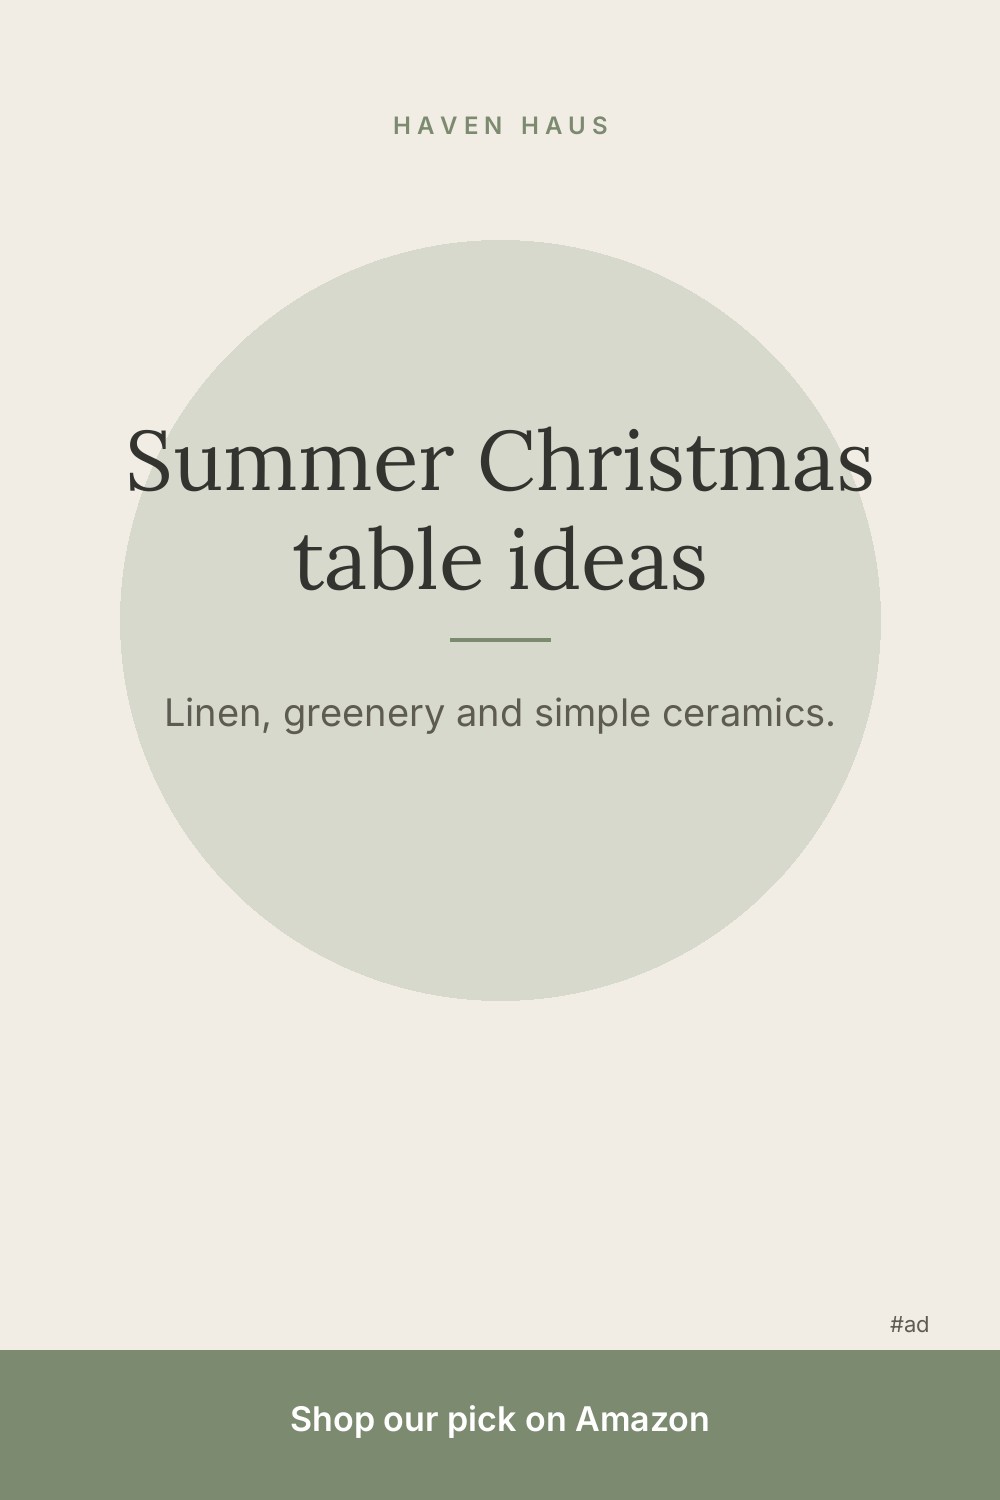 HAVEN HAUS
Summer Christmas
table ideas
Linen, greenery and simple ceramics.
#ad
Shop our pick on Amazon